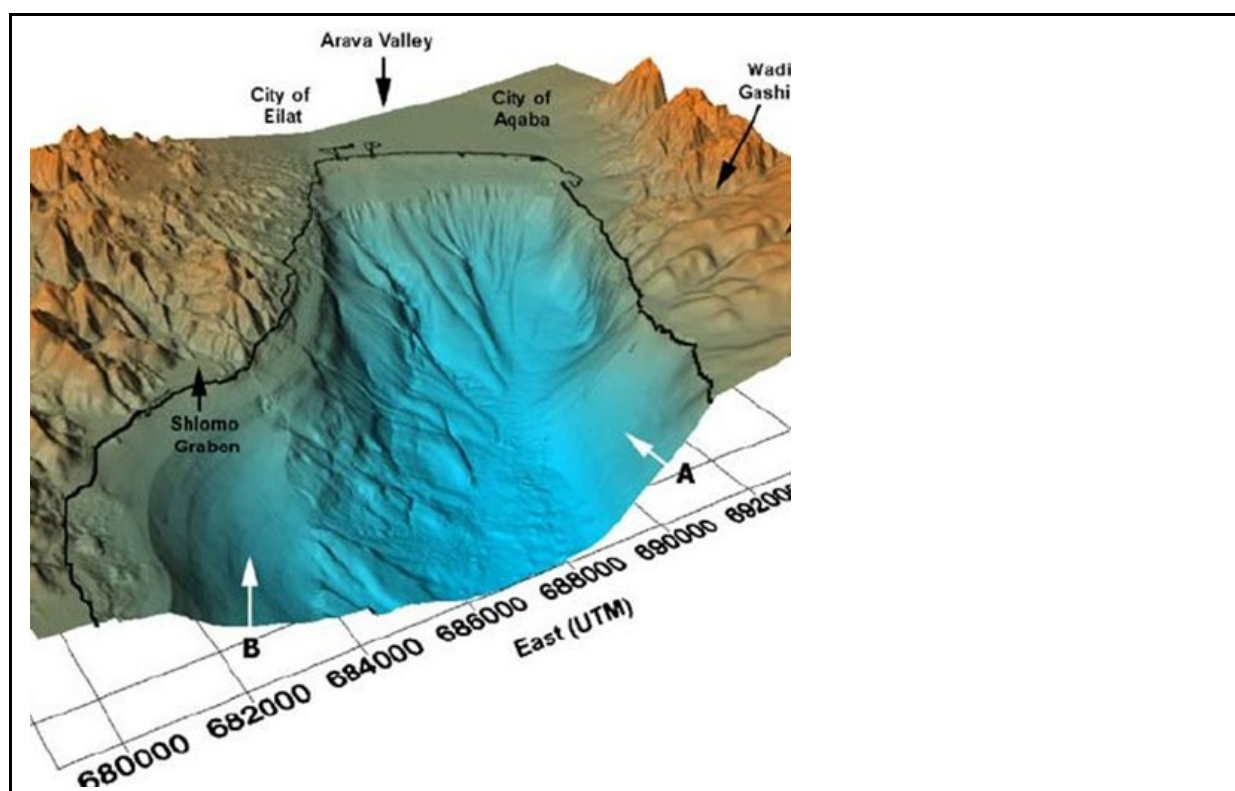 Arava Valley
City of
Eilat
City of
Aqaba
Wadi
Gashi
Shlomo
Graben
A
B
680000
682000
684000
686000
688000
690000
692000
East (UTM)